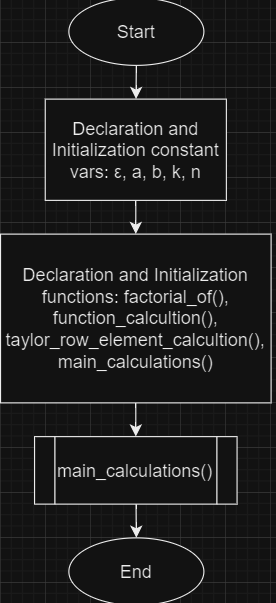 Start
Declaration and
Initialization constant
vars: ε, a, b, k, n
Declaration and Initialization
functions: factorial_of(),
function_calcultion(),
taylor_row_element_calcultion(),
main_calculations()
main_calculations()
End